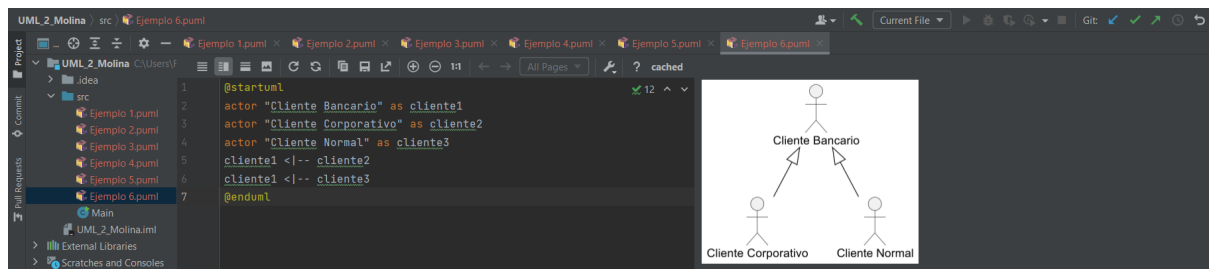 UML_2_Molina > src > Ejemplo 6.puml
Current File
Git:
Project
Ejemplo 1.puml × Ejemplo 2.puml × Ejemplo 3.puml × Ejemplo 4.puml × Ejemplo 5.puml × Ejemplo 6.puml ×
UML_2_Molina C:\Users\F
1:1 All Pages ? cached
.idea
src
Ejemplo 1.puml
Ejemplo 2.puml
Ejemplo 3.puml
Ejemplo 4.puml
Ejemplo 5.puml
Ejemplo 6.puml
Main
UML_2_Molina.iml
External Libraries
Scratches and Consoles
Commit
Pull Requests
1 @startuml
2 actor "Cliente Bancario" as cliente1
3 actor "Cliente Corporativo" as cliente2
4 actor "Cliente Normal" as cliente3
5 cliente1 <|-- cliente2
6 cliente1 <|-- cliente3
7 @enduml
12
Cliente Bancario
Cliente Corporativo Cliente Normal